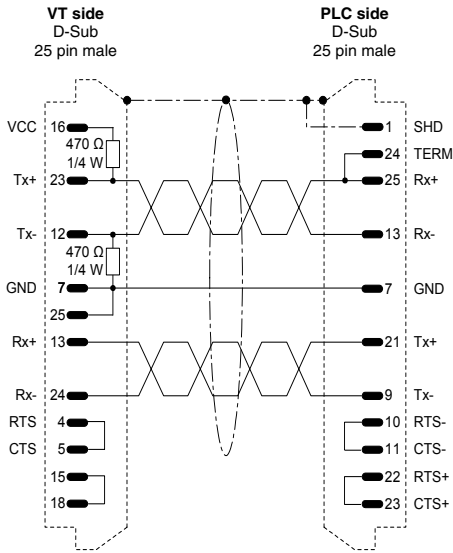 VT side
D-Sub
25 pin male
PLC side
D-Sub
25 pin male
VCC 16
470 Ω
1/4 W
Tx+ 23
Tx- 12
470 Ω
1/4 W
GND 7
25
Rx+ 13
Rx- 24
RTS 4
CTS 5
15
18
1 SHD
24 TERM
25 Rx+
13 Rx-
7 GND
21 Tx+
9 Tx-
10 RTS-
11 CTS-
22 RTS+
23 CTS+